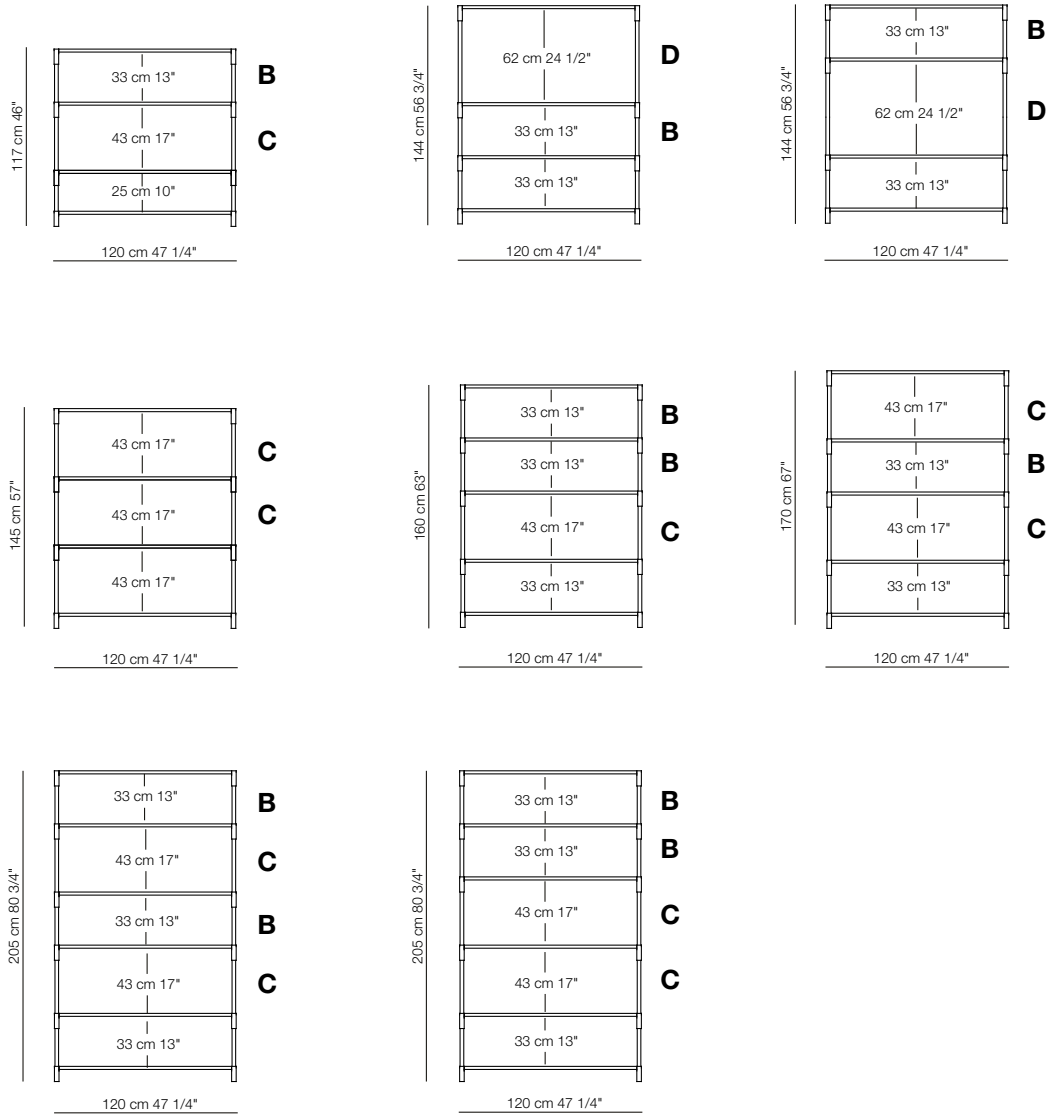 117 cm 46"
33 cm 13"
B
43 cm 17"
C
25 cm 10"
120 cm 47 1/4"
144 cm 56 3/4"
62 cm 24 1/2"
D
33 cm 13"
B
33 cm 13"
120 cm 47 1/4"
144 cm 56 3/4"
33 cm 13"
B
62 cm 24 1/2"
D
33 cm 13"
120 cm 47 1/4"
145 cm 57"
43 cm 17"
C
43 cm 17"
C
43 cm 17"
120 cm 47 1/4"
160 cm 63"
33 cm 13"
B
33 cm 13"
B
43 cm 17"
C
33 cm 13"
120 cm 47 1/4"
170 cm 67"
43 cm 17"
C
33 cm 13"
B
43 cm 17"
C
33 cm 13"
120 cm 47 1/4"
205 cm 80 3/4"
33 cm 13"
B
43 cm 17"
C
33 cm 13"
B
43 cm 17"
C
33 cm 13"
120 cm 47 1/4"
205 cm 80 3/4"
33 cm 13"
B
33 cm 13"
B
43 cm 17"
C
43 cm 17"
C
33 cm 13"
120 cm 47 1/4"